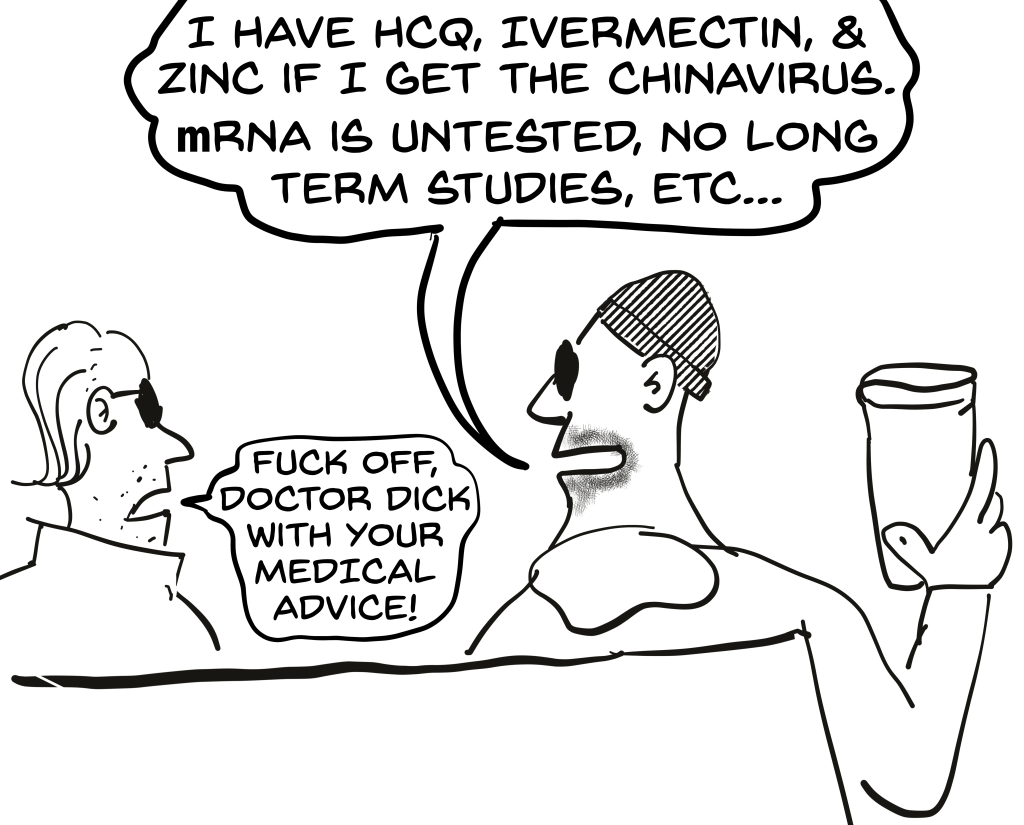 I HAVE HCQ, IVERMECTIN, &
ZINC IF I GET THE CHINAVIRUS.
mRNA IS UNTESTED, NO LONG
TERM STUDIES, ETC...
FUCK OFF,
DOCTOR DICK
WITH YOUR
MEDICAL
ADVICE!